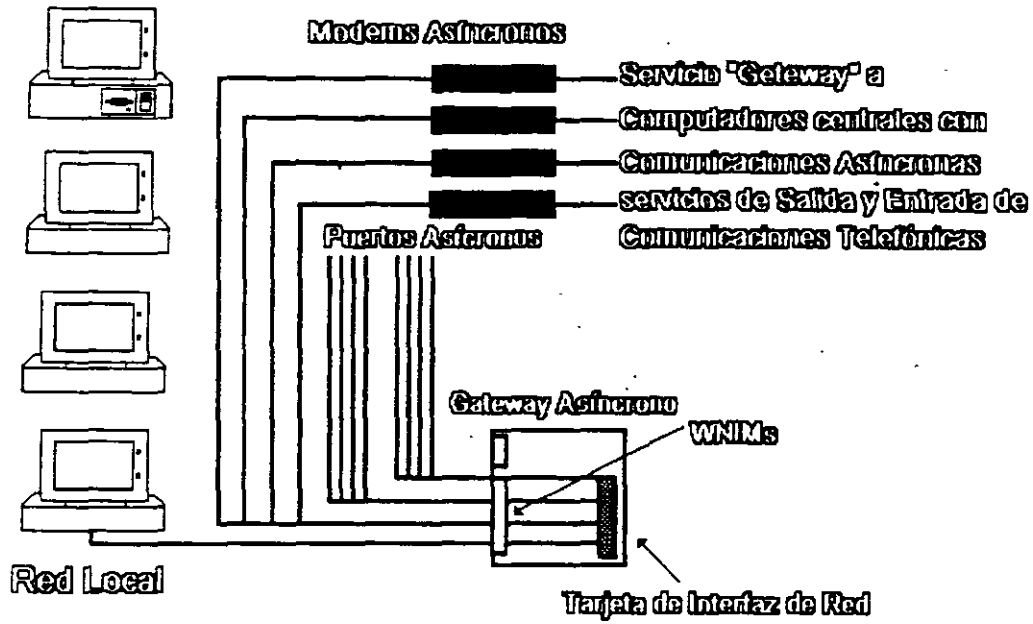 Modems Asíncronos
Servicio "Geteway" a
Computadores centrales con
Comunicaciones Asíncronas
servicios de Salida y Entrada de
Comunicaciones Telefónicas
Puertos Asícronos
Gateway Asíncrono
WNIMs
Red Local
Tarjeta de Interfaz de Red